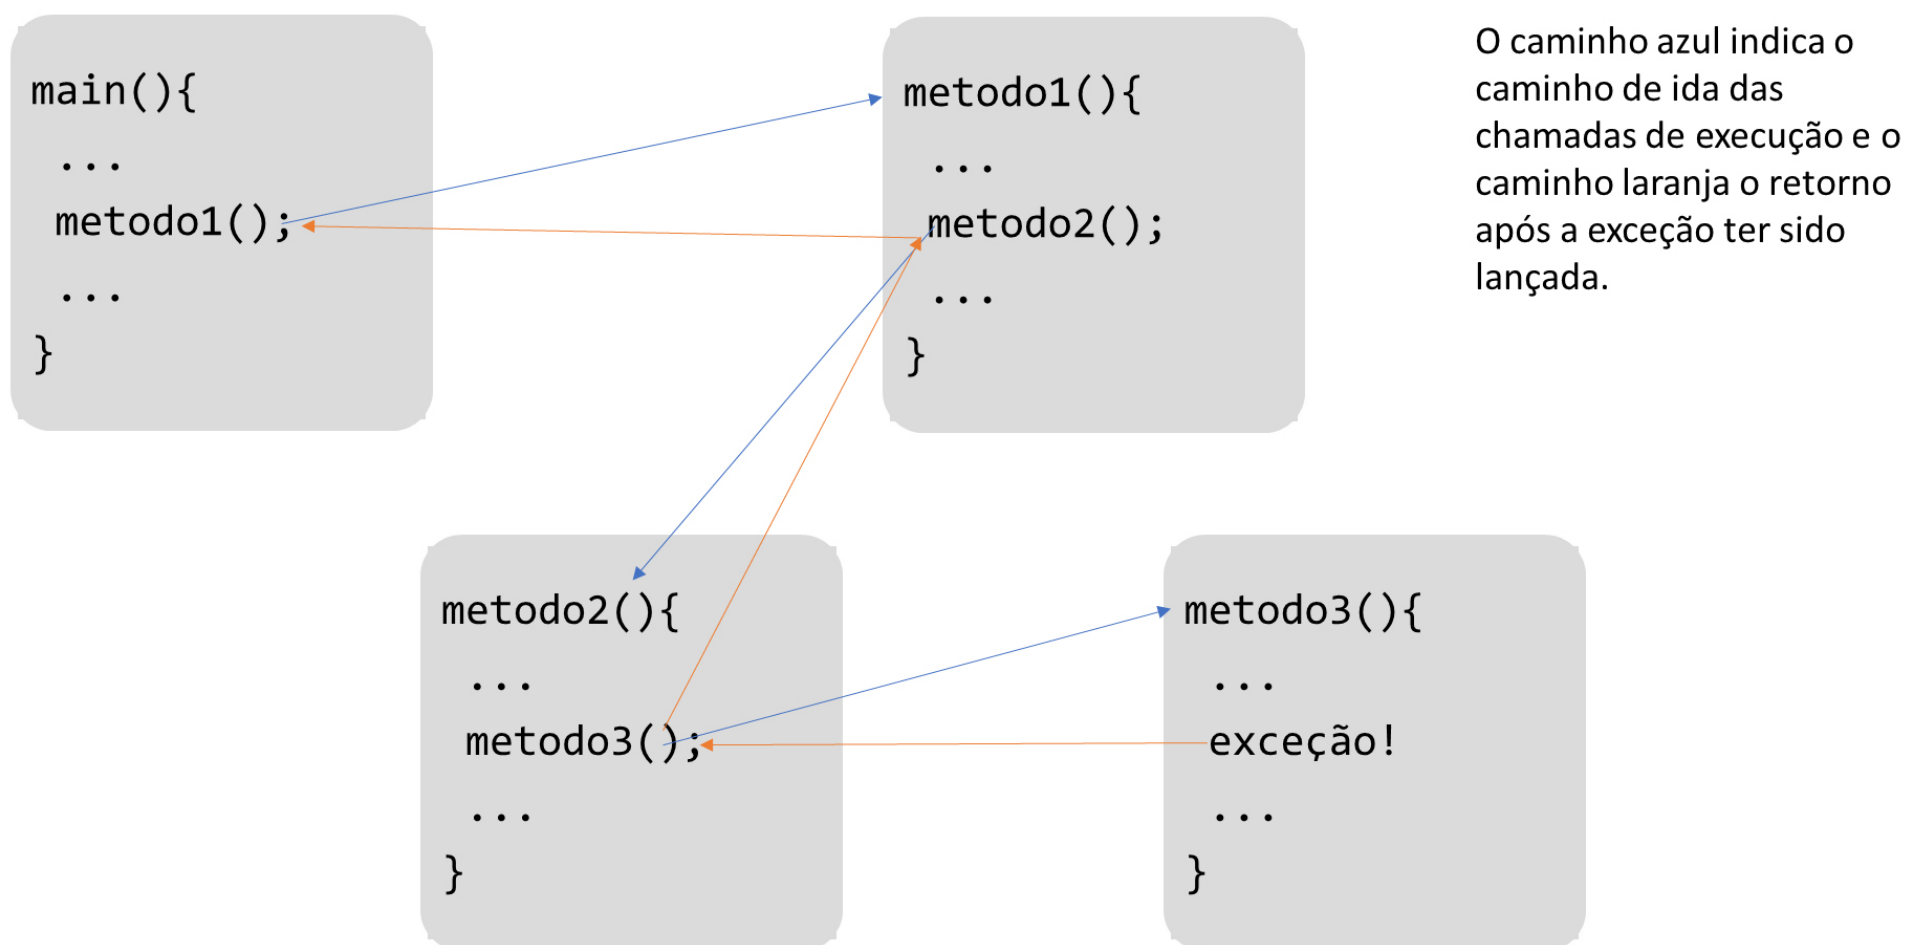 main(){
...
metodo1();
...
}
metodo1(){
...
metodo2();
...
}
O caminho azul indica o
caminho de ida das
chamadas de execução e o
caminho laranja o retorno
após a exceção ter sido
lançada.
metodo2(){
...
metodo3();
...
}
metodo3(){
...
exceção!
...
}